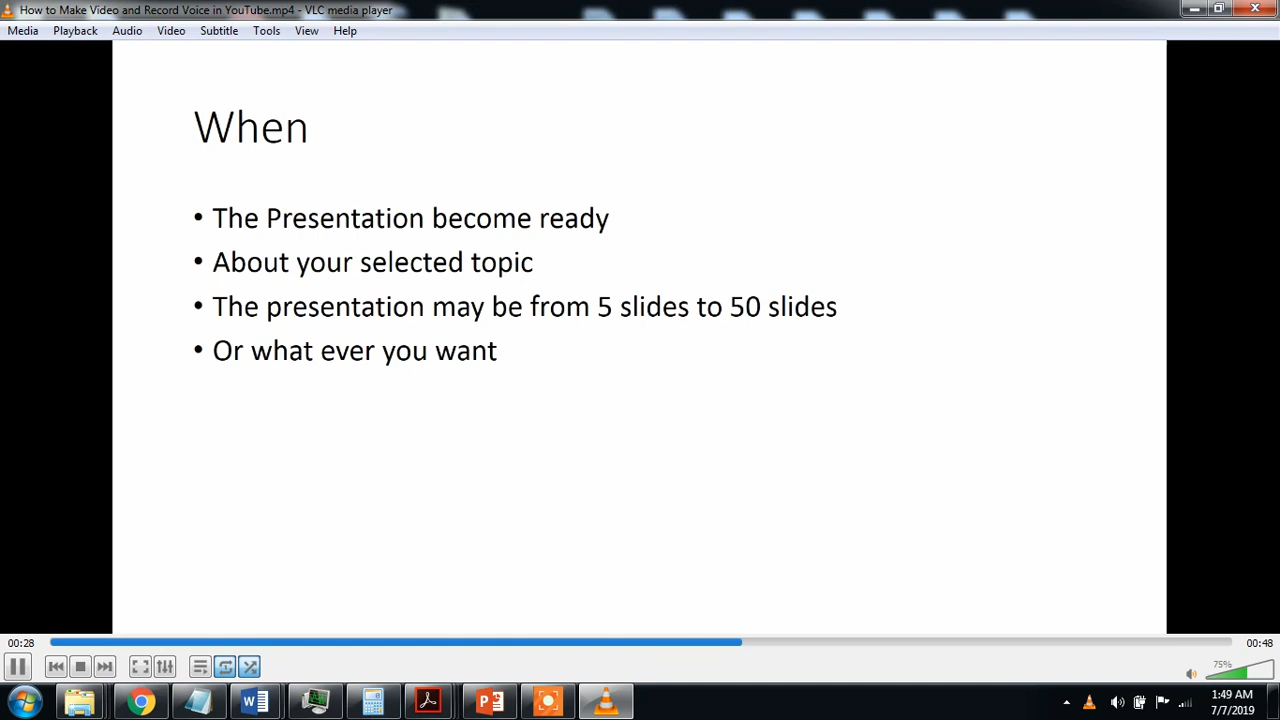 How to Make Video and Record Voice in YouTube.mp4 - VLC media player
Media Playback Audio Video Subtitle Tools View Help
When
• The Presentation become ready
• About your selected topic
• The presentation may be from 5 slides to 50 slides
• Or what ever you want
00:28 00:48
75%
1:49 AM
7/7/2019